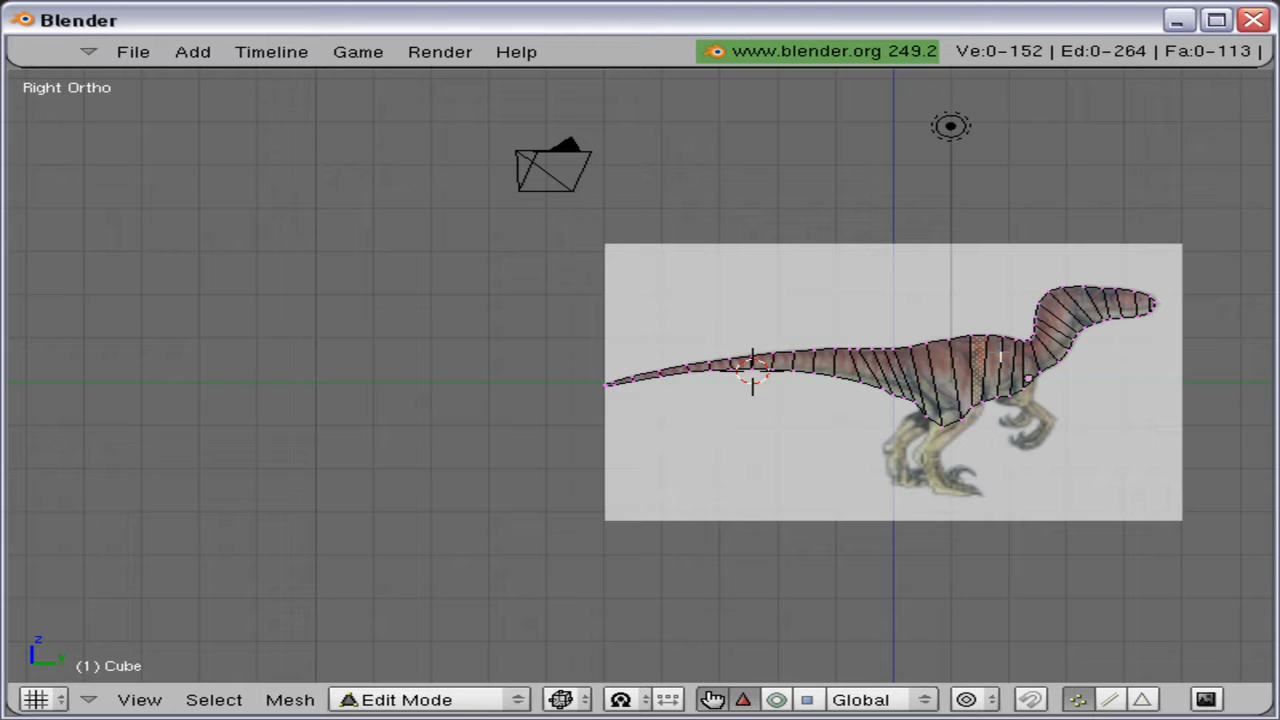 Blender
File Add Timeline Game Render Help www.blender.org 249.2 Ve:0-152 | Ed:0-264 | Fa:0-113 |
Right Ortho
z
Y
(1) Cube
View Select Mesh Edit Mode Global